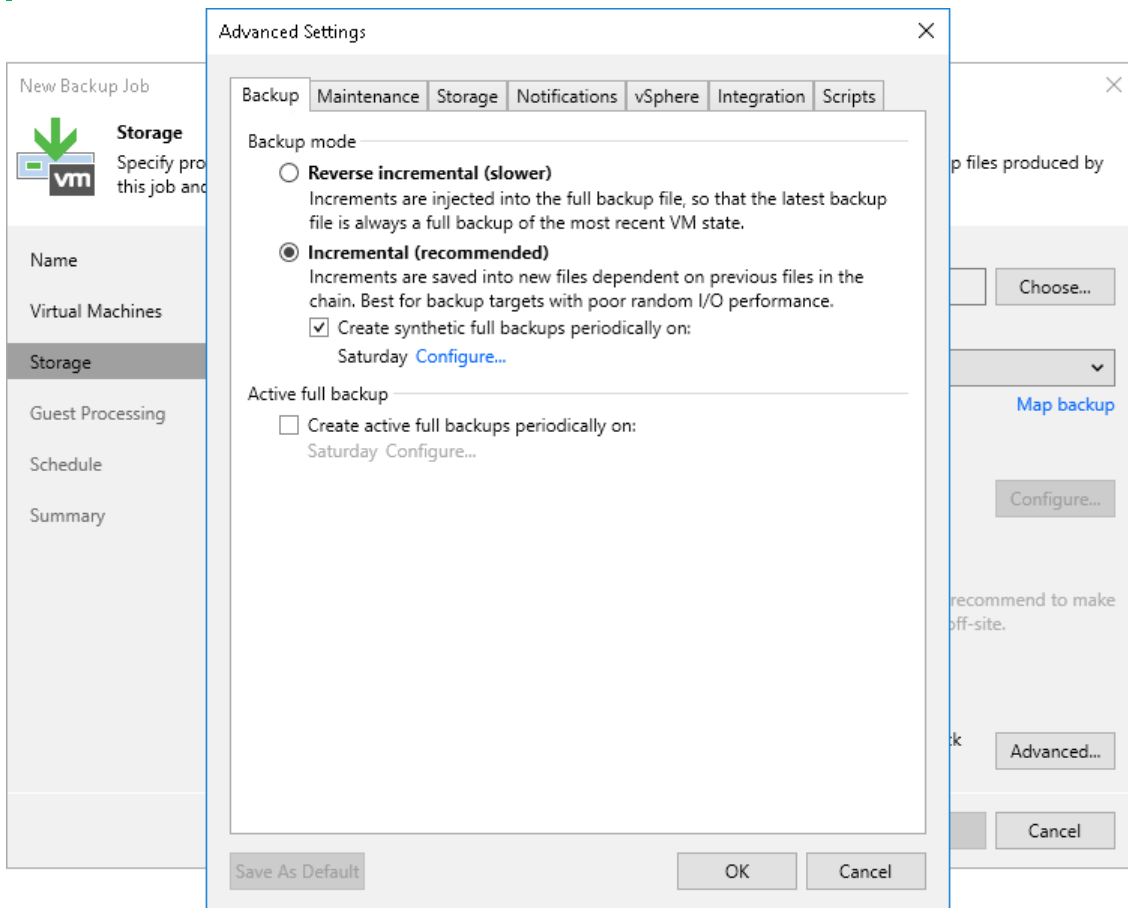 Advanced Settings
New Backup Job
Storage
Specify pro
this job and
p files produced by
vm
Name
Virtual Machines
Storage
Guest Processing
Schedule
Summary
Backup
Maintenance
Storage
Notifications
vSphere
Integration
Scripts
Backup mode
Reverse incremental (slower)
Increments are injected into the full backup file, so that the latest backup
file is always a full backup of the most recent VM state.
Incremental (recommended)
Increments are saved into new files dependent on previous files in the
chain. Best for backup targets with poor random I/O performance.
Create synthetic full backups periodically on:
Saturday Configure...
Active full backup
Create active full backups periodically on:
Saturday Configure...
Choose...
Map backup
Configure...
recommend to make
off-site.
Advanced...
Cancel
Save As Default
OK
Cancel